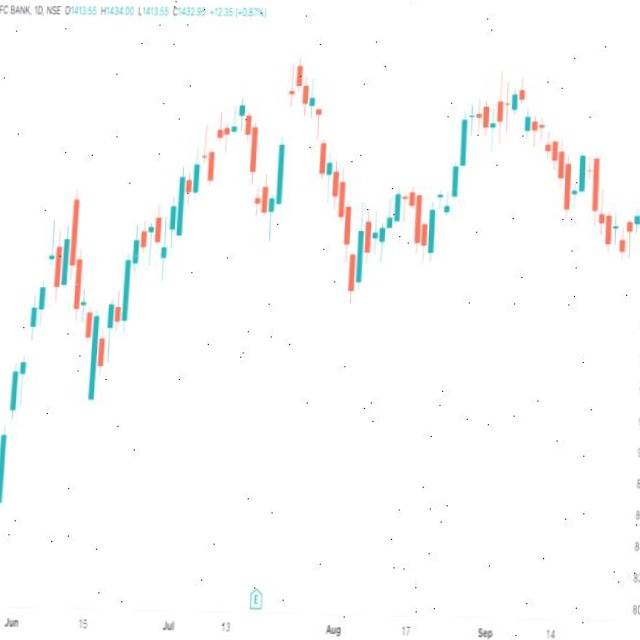 FC BANK, 1D, NSE O1413.55 H1434.00 L1413.55 C1432.95 +12.35 (+0.87%)
E
Jun 15 Jul 13 Aug 17 Sep 14